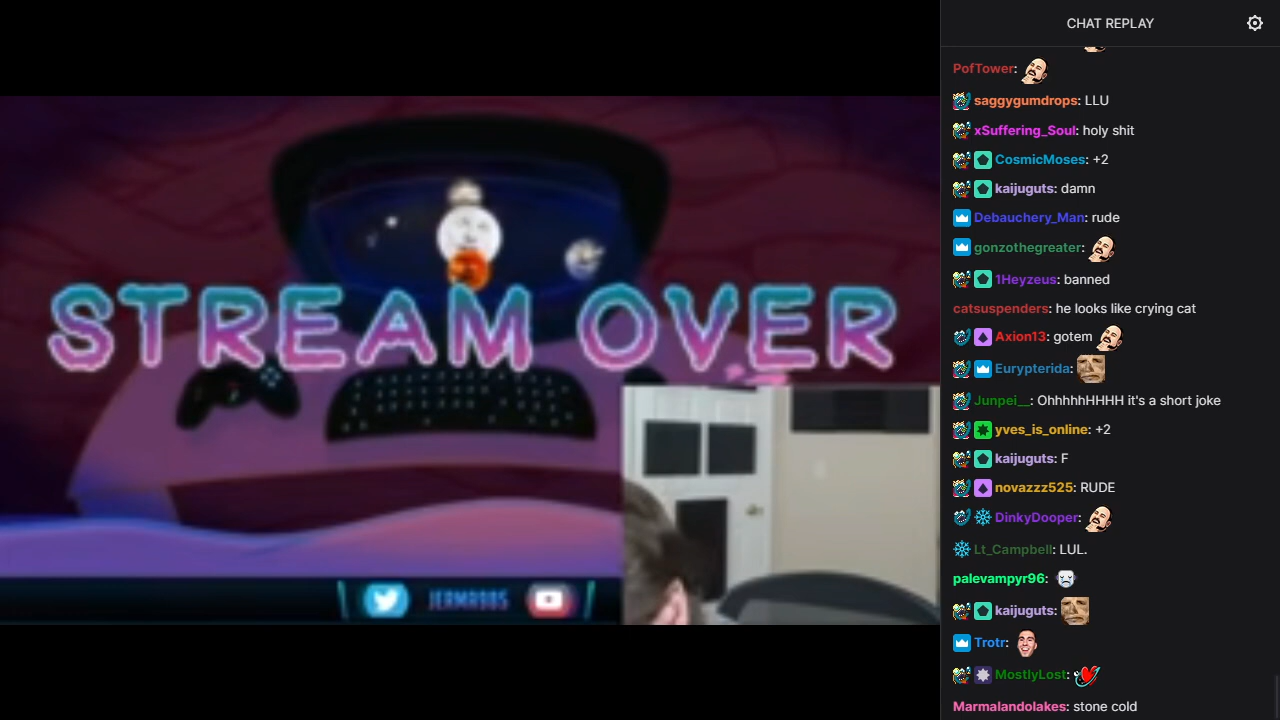 CHAT REPLAY
PofTower:
saggygumdrops: LLU
xSuffering_Soul: holy shit
CosmicMoses: +2
kaijuguts: damn
Debauchery_Man: rude
gonzothegreater:
1Heyzeus: banned
catsuspenders: he looks like crying cat
Axion13: gotem
Eurypterida:
Junpei__: OhhhhhHHHH it's a short joke
yves_is_online: +2
kaijuguts: F
novazzz525: RUDE
DinkyDooper:
Lt_Campbell: LUL.
palevampyr96:
kaijuguts:
Trotr:
MostlyLost:
Marmalandolakes: stone cold
STREAM OVER
JERMA985